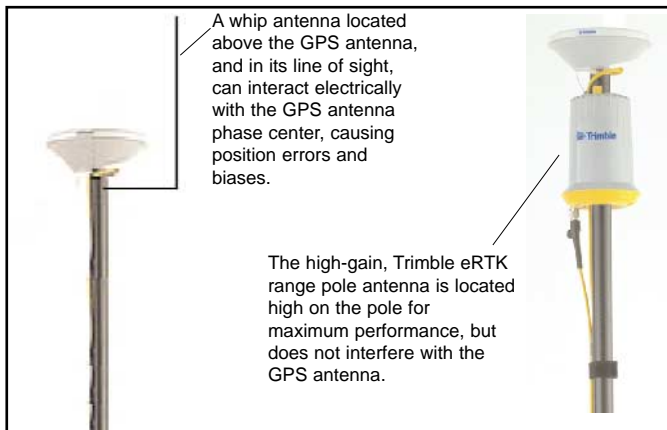 A whip antenna located
above the GPS antenna,
and in its line of sight,
can interact electrically
with the GPS antenna
phase center, causing
position errors and
biases.
Trimble
The high-gain, Trimble eRTK
range pole antenna is located
high on the pole for
maximum performance, but
does not interfere with the
GPS antenna.